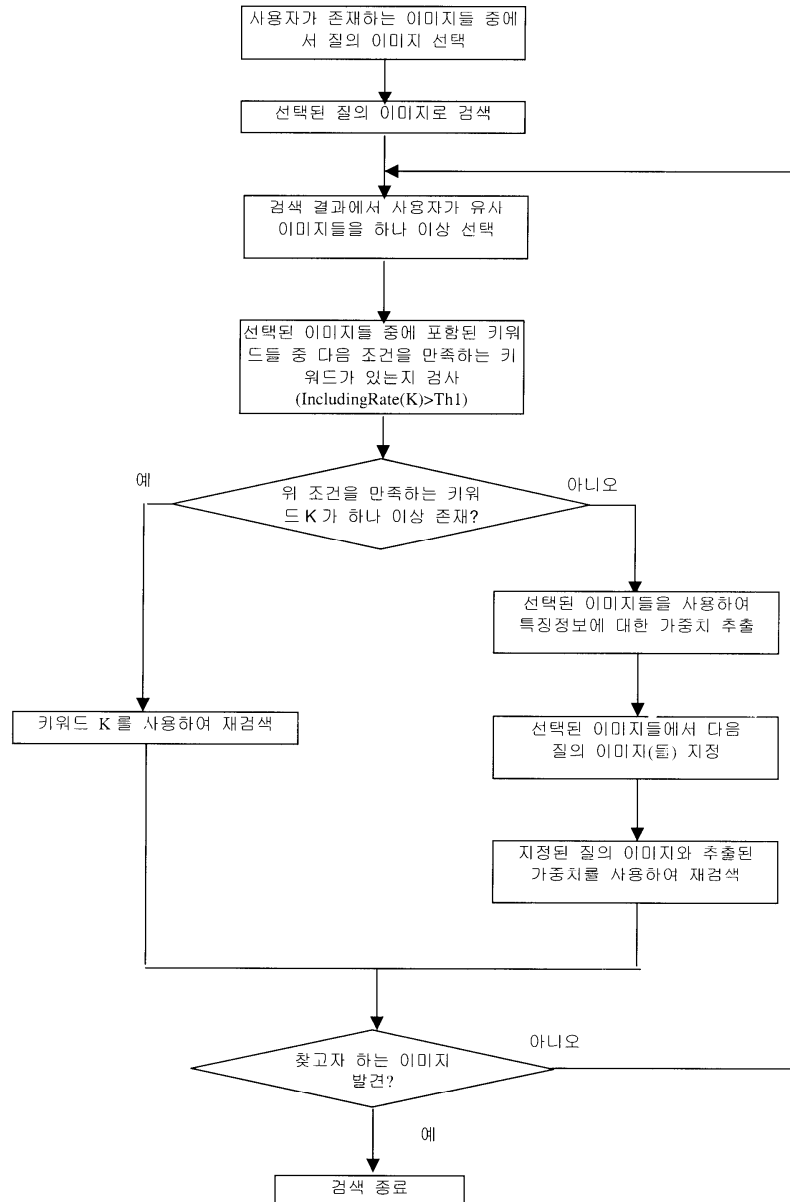 사용자가 존재하는 이미지들 중에
서 질의 이미지 선택
선택된 질의 이미지로 검색
검색 결과에서 사용자가 유사
이미지들을 하나 이상 선택
선택된 이미지들 중에 포함된 키워
드들 중 다음 조건을 만족하는 키
워드가 있는지 검사
(IncludingRate(K)>Th1)
예
위 조건을 만족하는 키워
드 K 가 하나 이상 존재?
아니오
선택된 이미지들을 사용하여
특징정보에 대한 가중치 추출
키워드 K 를 사용하여 재검색
선택된 이미지들에서 다음
질의 이미지(들) 지정
지정된 질의 이미지와 추출된
가중치를 사용하여 재검색
아니오
찾고자 하는 이미지
발견?
예
검색 종료